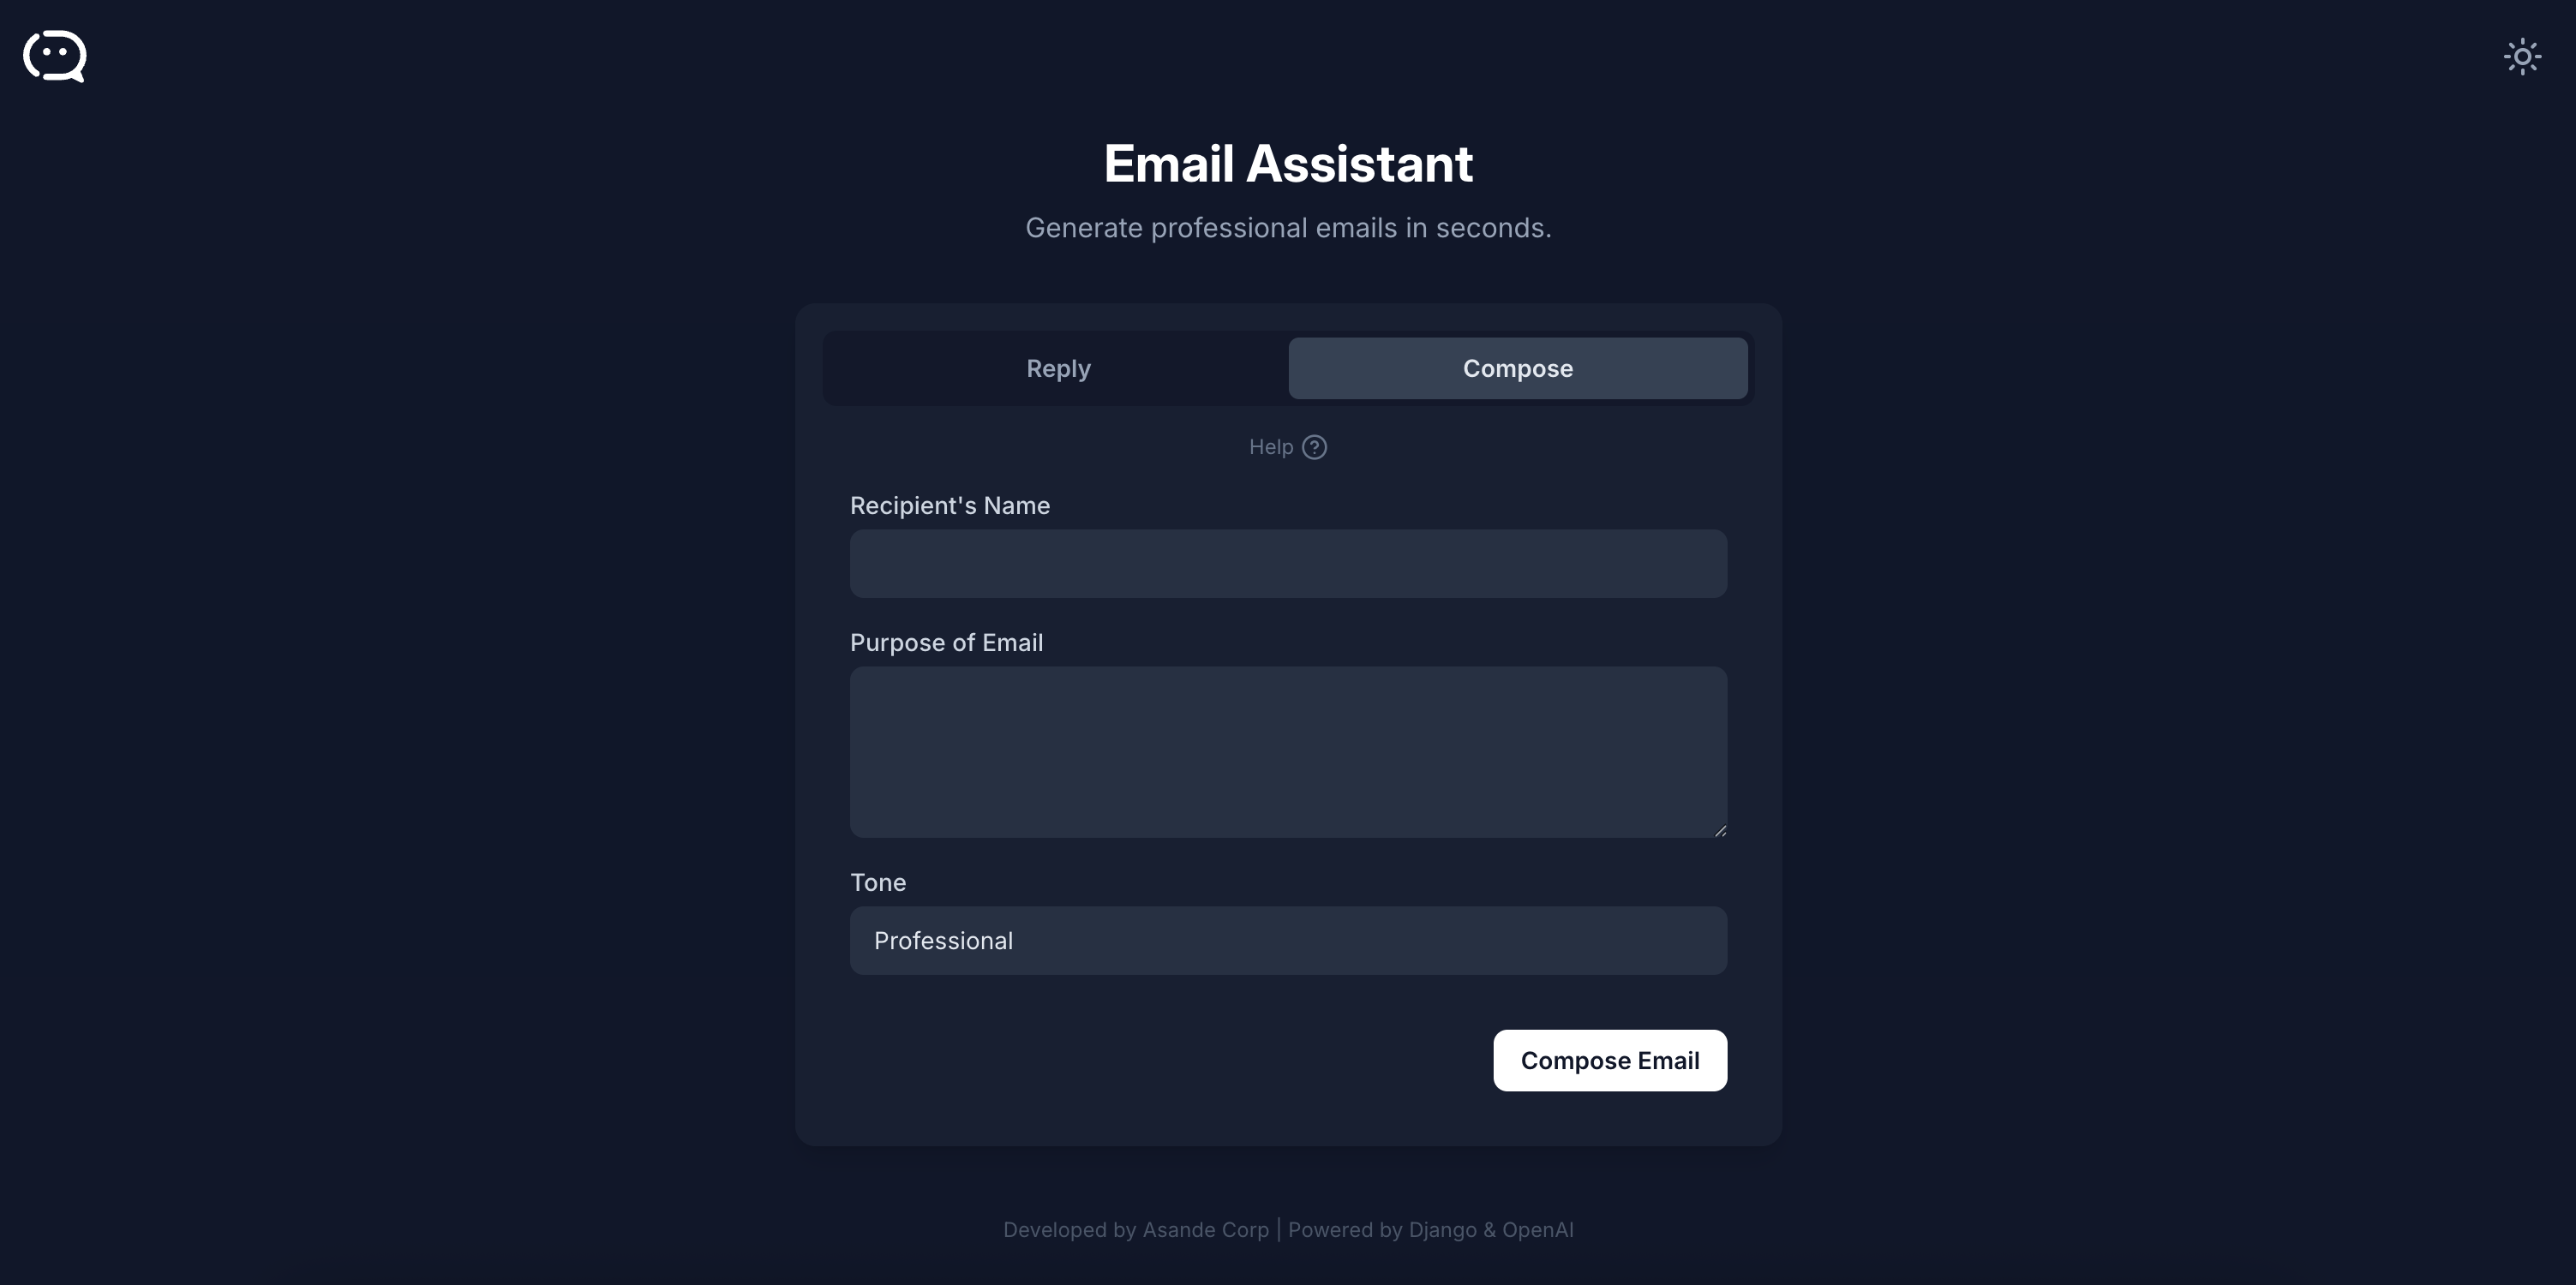 Email Assistant
Generate professional emails in seconds.
Reply
Compose
Help ?
Recipient's Name
Purpose of Email
Tone
Professional
Compose Email
Developed by Asande Corp | Powered by Django & OpenAI